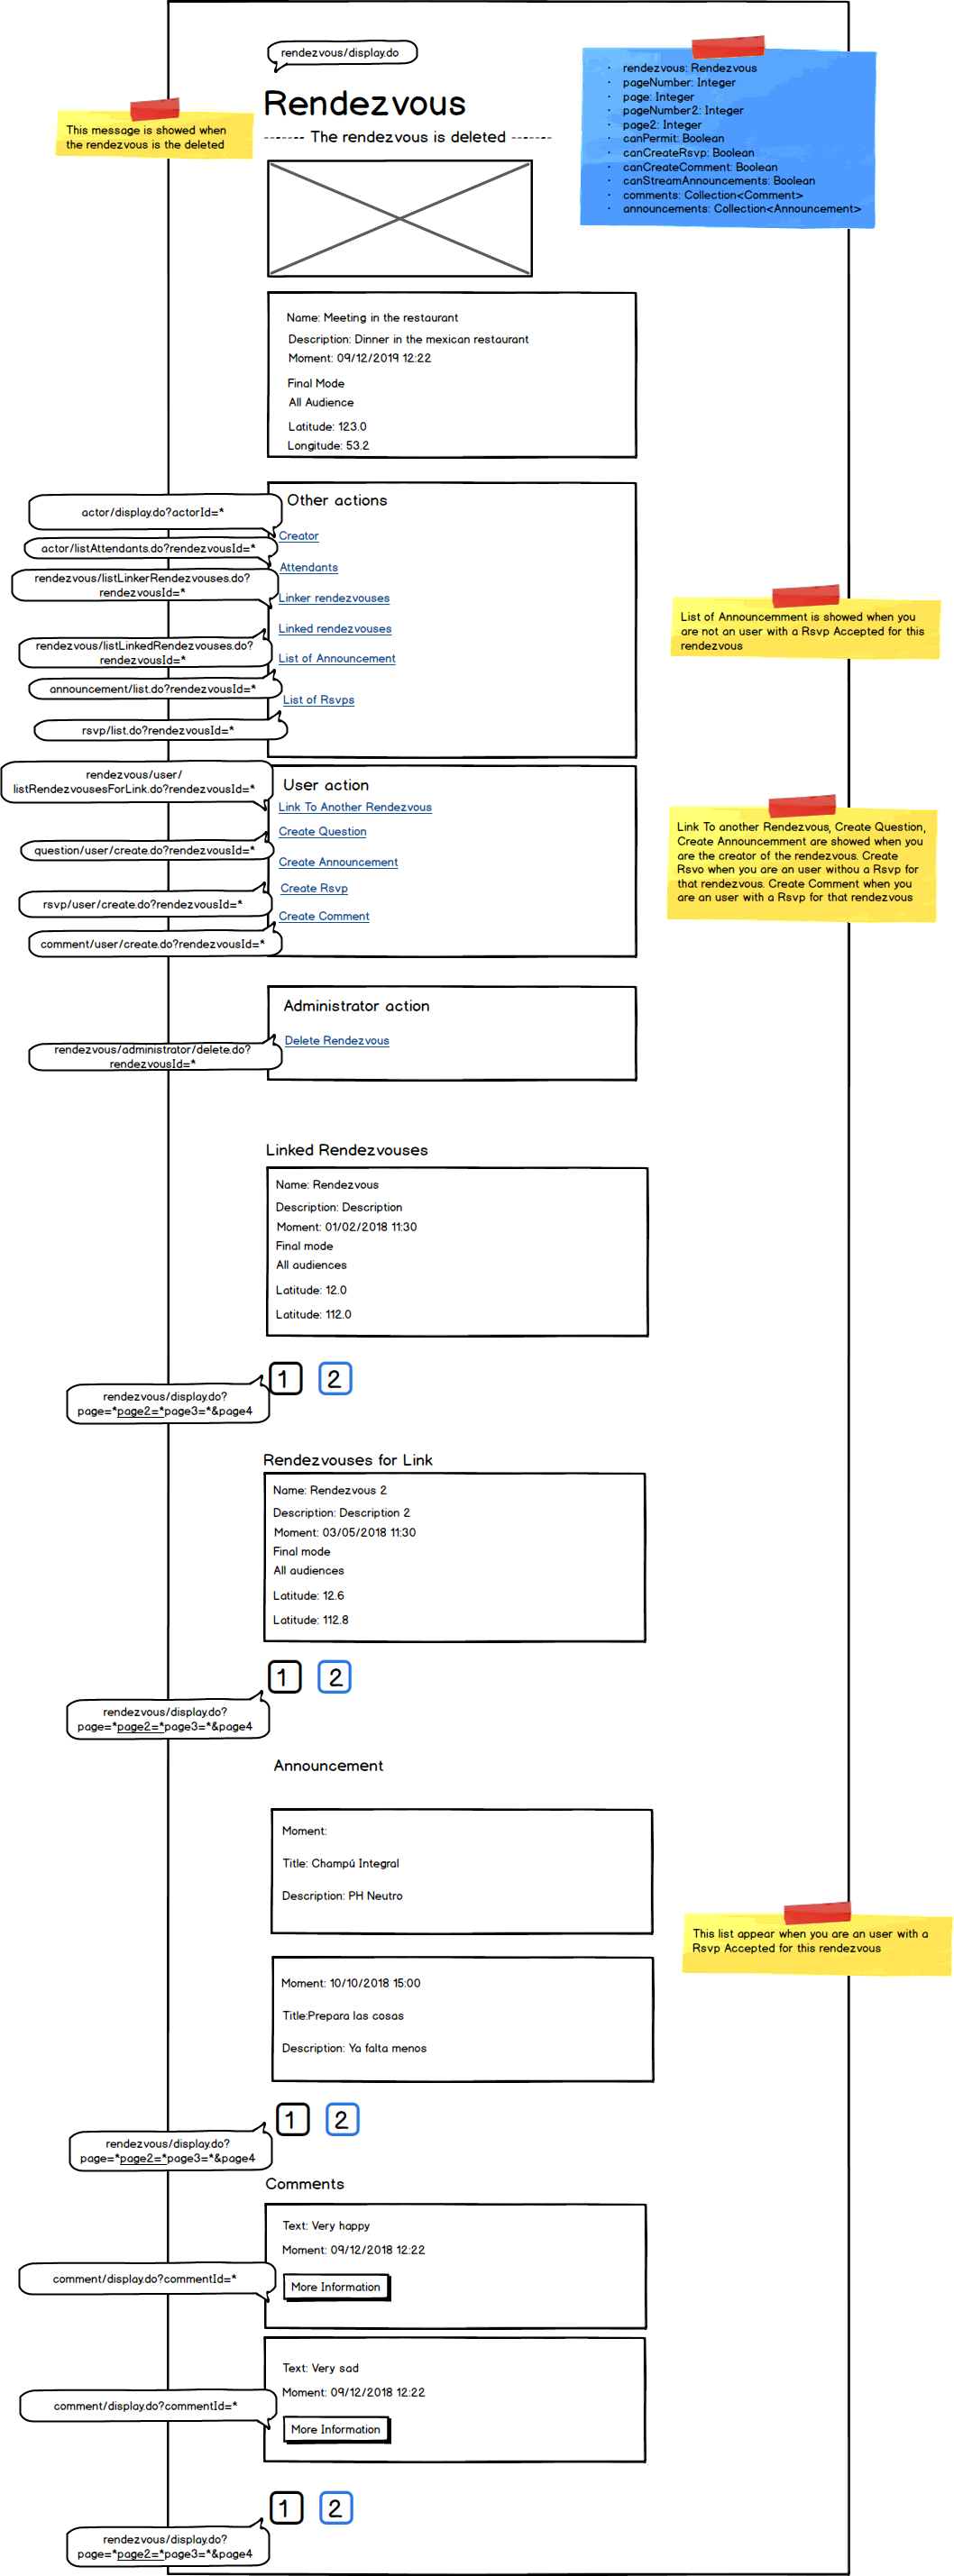 rendezvous/display.do
Rendezvous
------ The rendezvous is deleted ------
This message is showed when
the rendezvous is the deleted
· rendezvous: Rendezvous
· pageNumber: Integer
· page: Integer
· pageNumber2: Integer
· page2: Integer
· canPermit: Boolean
· canCreateRsvp: Boolean
· canCreateComment: Boolean
· canStreamAnnouncements: Boolean
· comments: Collection<Comment>
· announcements: Collection<Announcement>
Name: Meeting in the restaurant
Description: Dinner in the mexican restaurant
Moment: 09/12/2019 12:22
Final Mode
All Audience
Latitude: 123.0
Longitude: 53.2
Other actions
actor/display.do?actorId=*
Creator
actor/listAttendants.do?rendezvousId=*
Attendants
rendezvous/listLinkerRendezvouses.do?
rendezvousId=*
Linker rendezvouses
Linked rendezvouses
rendezvous/listLinkedRendezvouses.do?
rendezvousId=*
List of Announcement
announcement/list.do?rendezvousId=*
List of Rsvps
rsvp/list.do?rendezvousId=*
List of Announcemment is showed when you
are not an user with a Rsvp Accepted for this
rendezvous
rendezvous/user/
listRendezvousesForLink.do?rendezvousId=*
User action
Link To Another Rendezvous
Create Question
question/user/create.do?rendezvousId=*
Create Announcement
Create Rsvp
rsvp/user/create.do?rendezvousId=*
Create Comment
comment/user/create.do?rendezvousId=*
Link To another Rendezvous, Create Question,
Create Announcemment are showed when you
are the creator of the rendezvous. Create
Rsvo when you are an user withou a Rsvp for
that rendezvous. Create Comment when you
are an user with a Rsvp for that rendezvous
Administrator action
Delete Rendezvous
rendezvous/administrator/delete.do?
rendezvousId=*
Linked Rendezvouses
Name: Rendezvous
Description: Description
Moment: 01/02/2018 11:30
Final mode
All audiences
Latitude: 12.0
Latitude: 112.0
1 2
rendezvous/display.do?
page=*page2=*page3=*&page4
Rendezvouses for Link
Name: Rendezvous 2
Description: Description 2
Moment: 03/05/2018 11:30
Final mode
All audiences
Latitude: 12.6
Latitude: 112.8
1 2
rendezvous/display.do?
page=*page2=*page3=*&page4
Announcement
Moment:
Title: Champú Integral
Description: PH Neutro
This list appear when you are an user with a
Rsvp Accepted for this rendezvous
Moment: 10/10/2018 15:00
Title:Prepara las cosas
Description: Ya falta menos
1 2
rendezvous/display.do?
page=*page2=*page3=*&page4
Comments
Text: Very happy
Moment: 09/12/2018 12:22
comment/display.do?commentId=*
More Information
Text: Very sad
Moment: 09/12/2018 12:22
comment/display.do?commentId=*
More Information
1 2
rendezvous/display.do?
page=*page2=*page3=*&page4